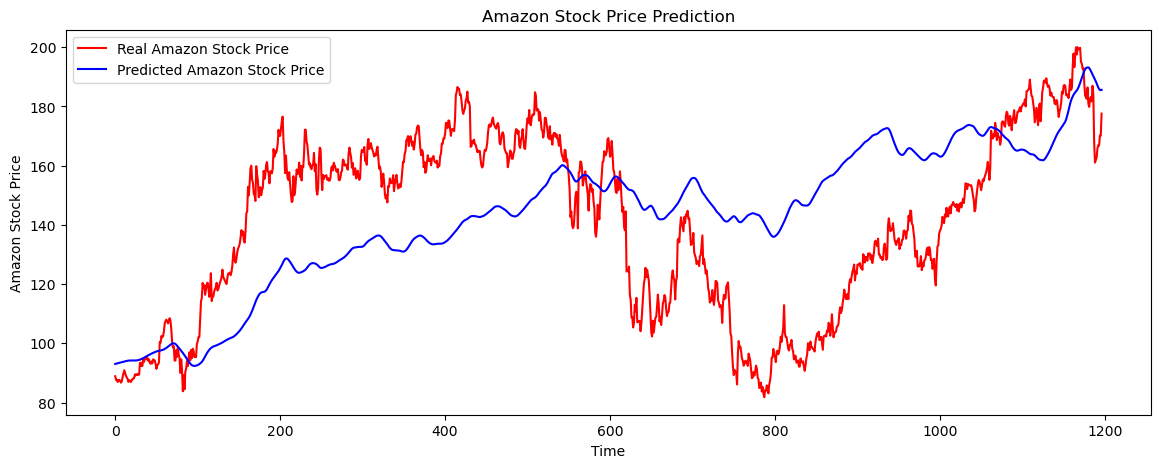 Amazon Stock Price Prediction
Real Amazon Stock Price
Predicted Amazon Stock Price
Amazon Stock Price
200
180
160
140
120
100
80
0
200
400
600
800
1000
1200
Time